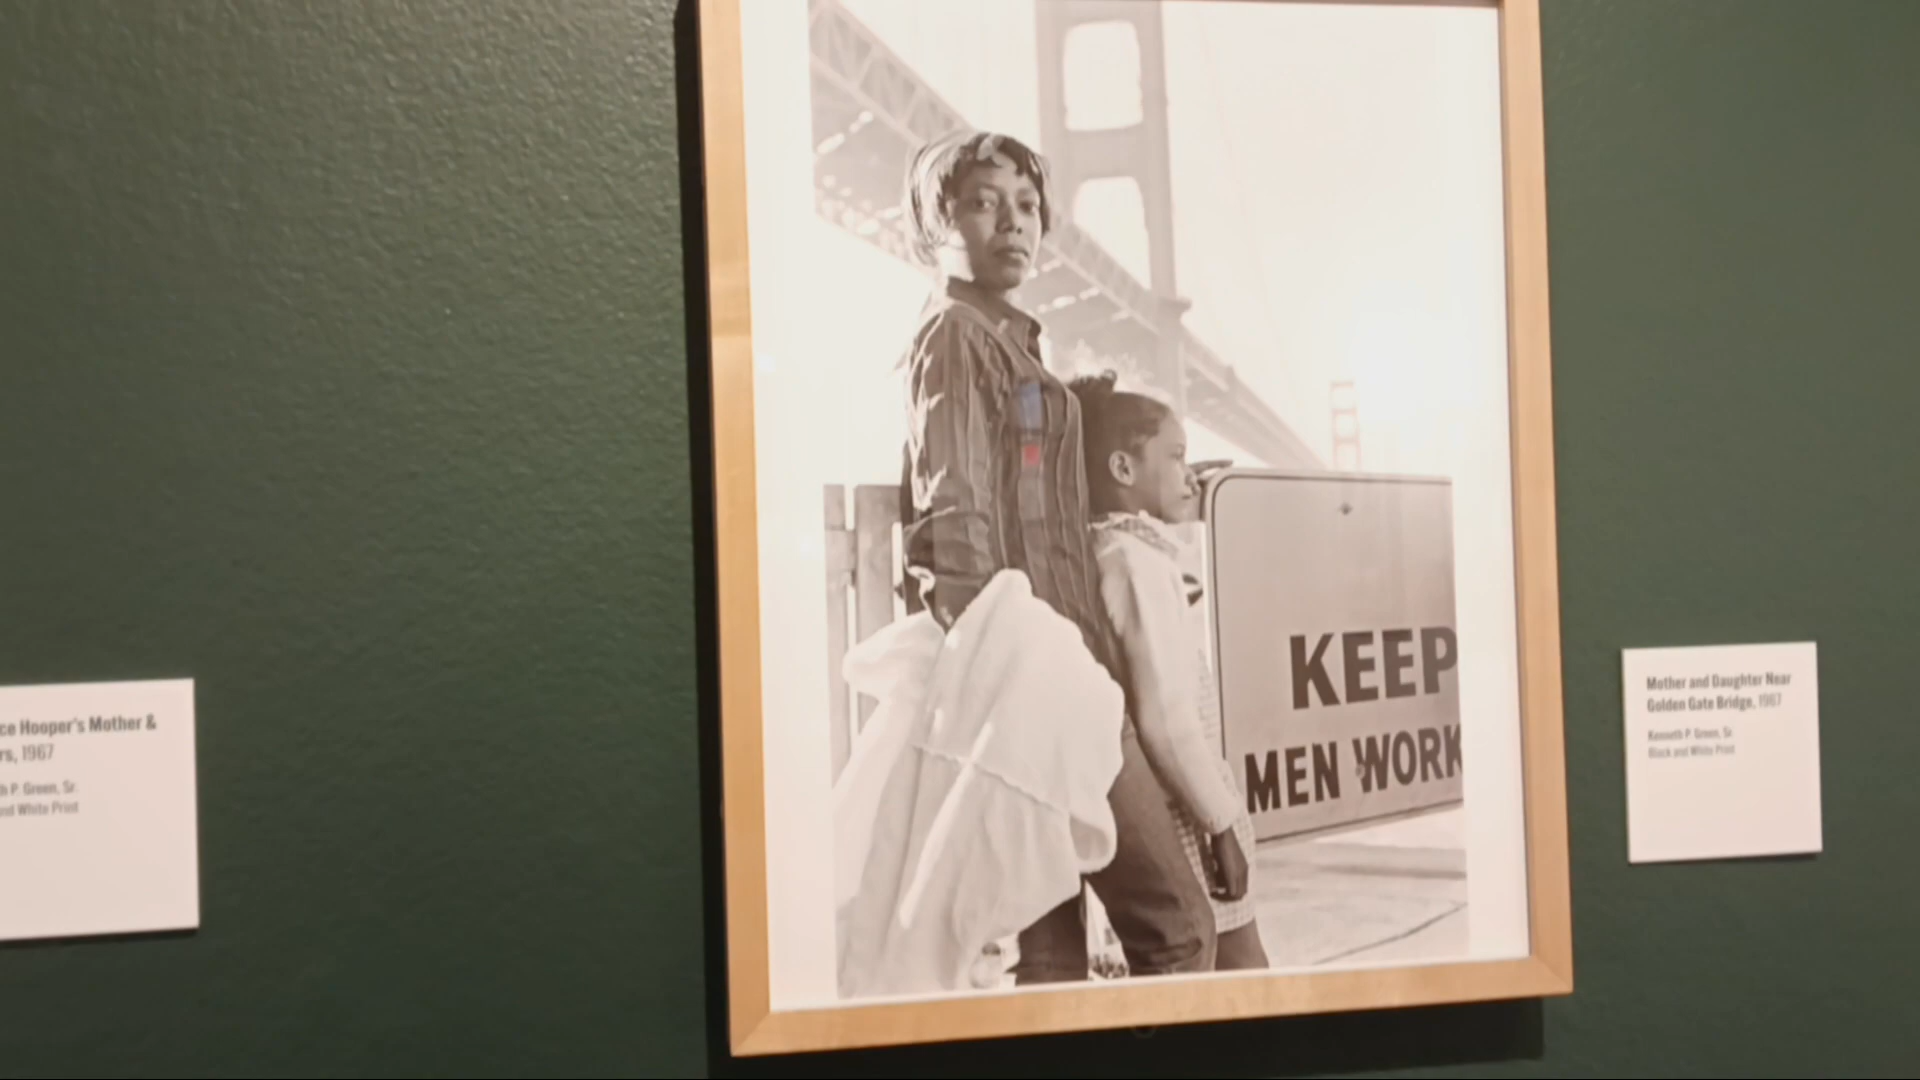 ce Hooper's Mother &
rs, 1967
h P. Green, Sr.
and White Print
KEEP
MEN WORK
Mother and Daughter Near
Golden Gate Bridge, 1967
Kenneth P. Green, Sr.
Black and White Print